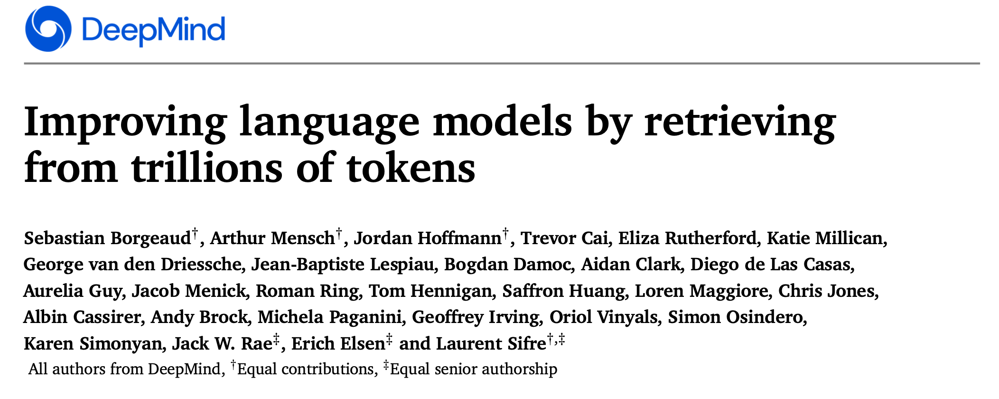 DeepMind
Improving language models by retrieving
from trillions of tokens
Sebastian Borgeaud†, Arthur Mensch†, Jordan Hoffmann†, Trevor Cai, Eliza Rutherford, Katie Millican,
George van den Driessche, Jean-Baptiste Lespiau, Bogdan Damoc, Aidan Clark, Diego de Las Casas,
Aurelia Guy, Jacob Menick, Roman Ring, Tom Hennigan, Saffron Huang, Loren Maggiore, Chris Jones,
Albin Cassirer, Andy Brock, Michela Paganini, Geoffrey Irving, Oriol Vinyals, Simon Osindero,
Karen Simonyan, Jack W. Rae‡, Erich Elsen‡ and Laurent Sifre†,‡
All authors from DeepMind, †Equal contributions, ‡Equal senior authorship